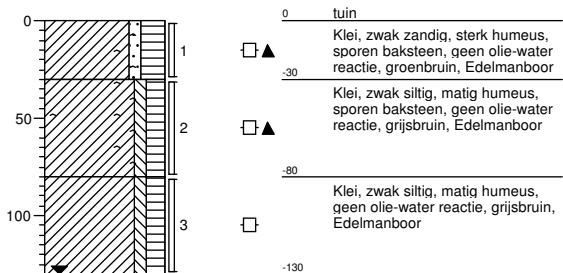 0
50
100
1
2
3
0 tuin
Klei, zwak zandig, sterk humeus,
sporen baksteen, geen olie-water
reactie, groenbruin, Edelmanboor
-30
Klei, zwak siltig, matig humeus,
sporen baksteen, geen olie-water
reactie, grijsbruin, Edelmanboor
-80
Klei, zwak siltig, matig humeus,
geen olie-water reactie, grijsbruin,
Edelmanboor
-130